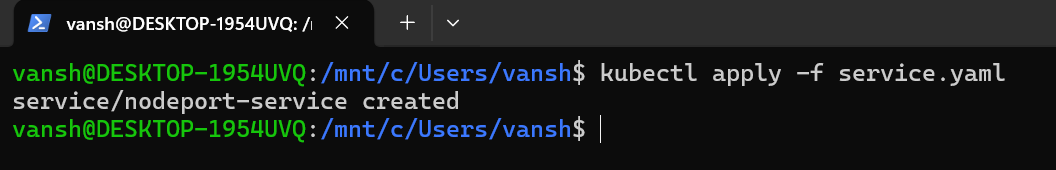 vansh@DESKTOP-1954UVQ: /
vansh@DESKTOP-1954UVQ:/mnt/c/Users/vansh$ kubectl apply -f service.yaml
service/nodeport-service created
vansh@DESKTOP-1954UVQ:/mnt/c/Users/vansh$